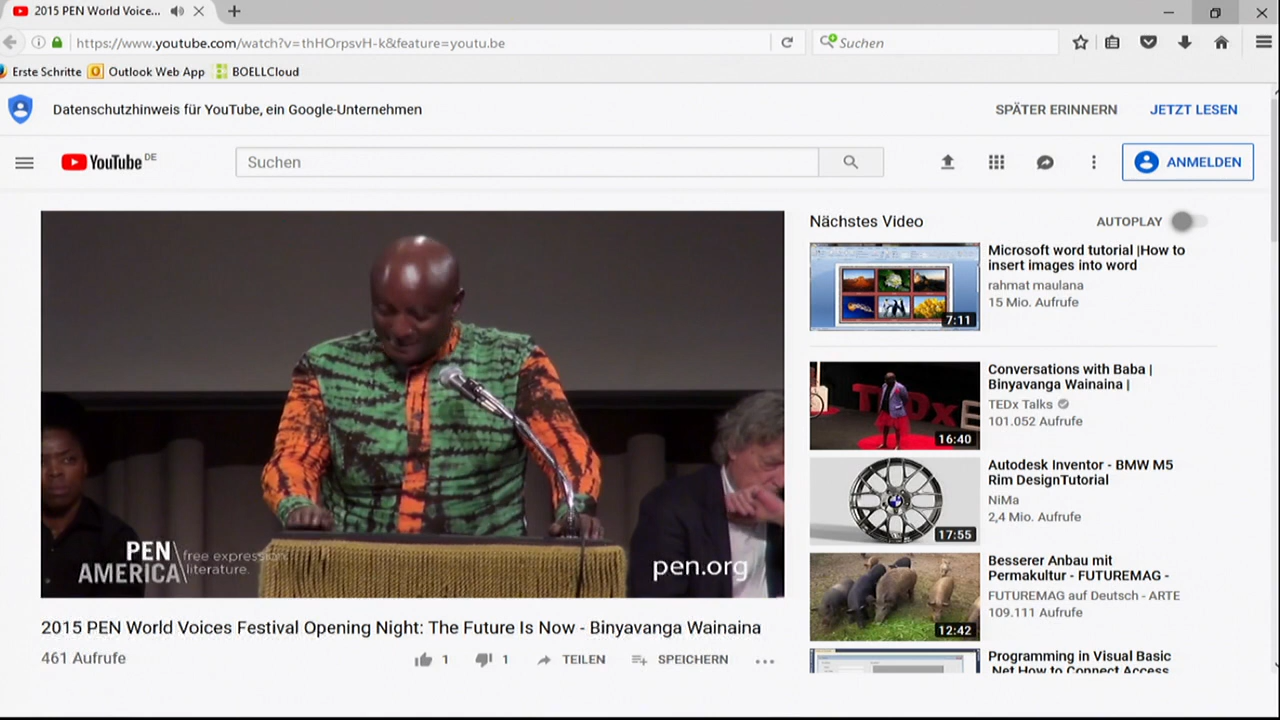 2015 PEN World Voice...
https://www.youtube.com/watch?v=thHOrpsvH-k&feature=youtu.be
Suchen
Erste Schritte
Outlook Web App
BOELLCloud
Datenschutzhinweis für YouTube, ein Google-Unternehmen
SPÄTER ERINNERN
JETZT LESEN
YouTube DE
Suchen
ANMELDEN
PEN
AMERICA
free expression
literature.
pen.org
2015 PEN World Voices Festival Opening Night: The Future Is Now - Binyavanga Wainaina
461 Aufrufe
1
1
TEILEN
SPEICHERN
Nächstes Video
AUTOPLAY
7:11
Microsoft word tutorial |How to
insert images into word
rahmat maulana
15 Mio. Aufrufe
TEDxE
16:40
Conversations with Baba |
Binyavanga Wainaina |
TEDx Talks
101.052 Aufrufe
17:55
Autodesk Inventor - BMW M5
Rim DesignTutorial
NiMa
2,4 Mio. Aufrufe
12:42
Besserer Anbau mit
Permakultur - FUTUREMAG -
FUTUREMAG auf Deutsch - ARTE
109.111 Aufrufe
Programming in Visual Basic
.Net How to Connect Access